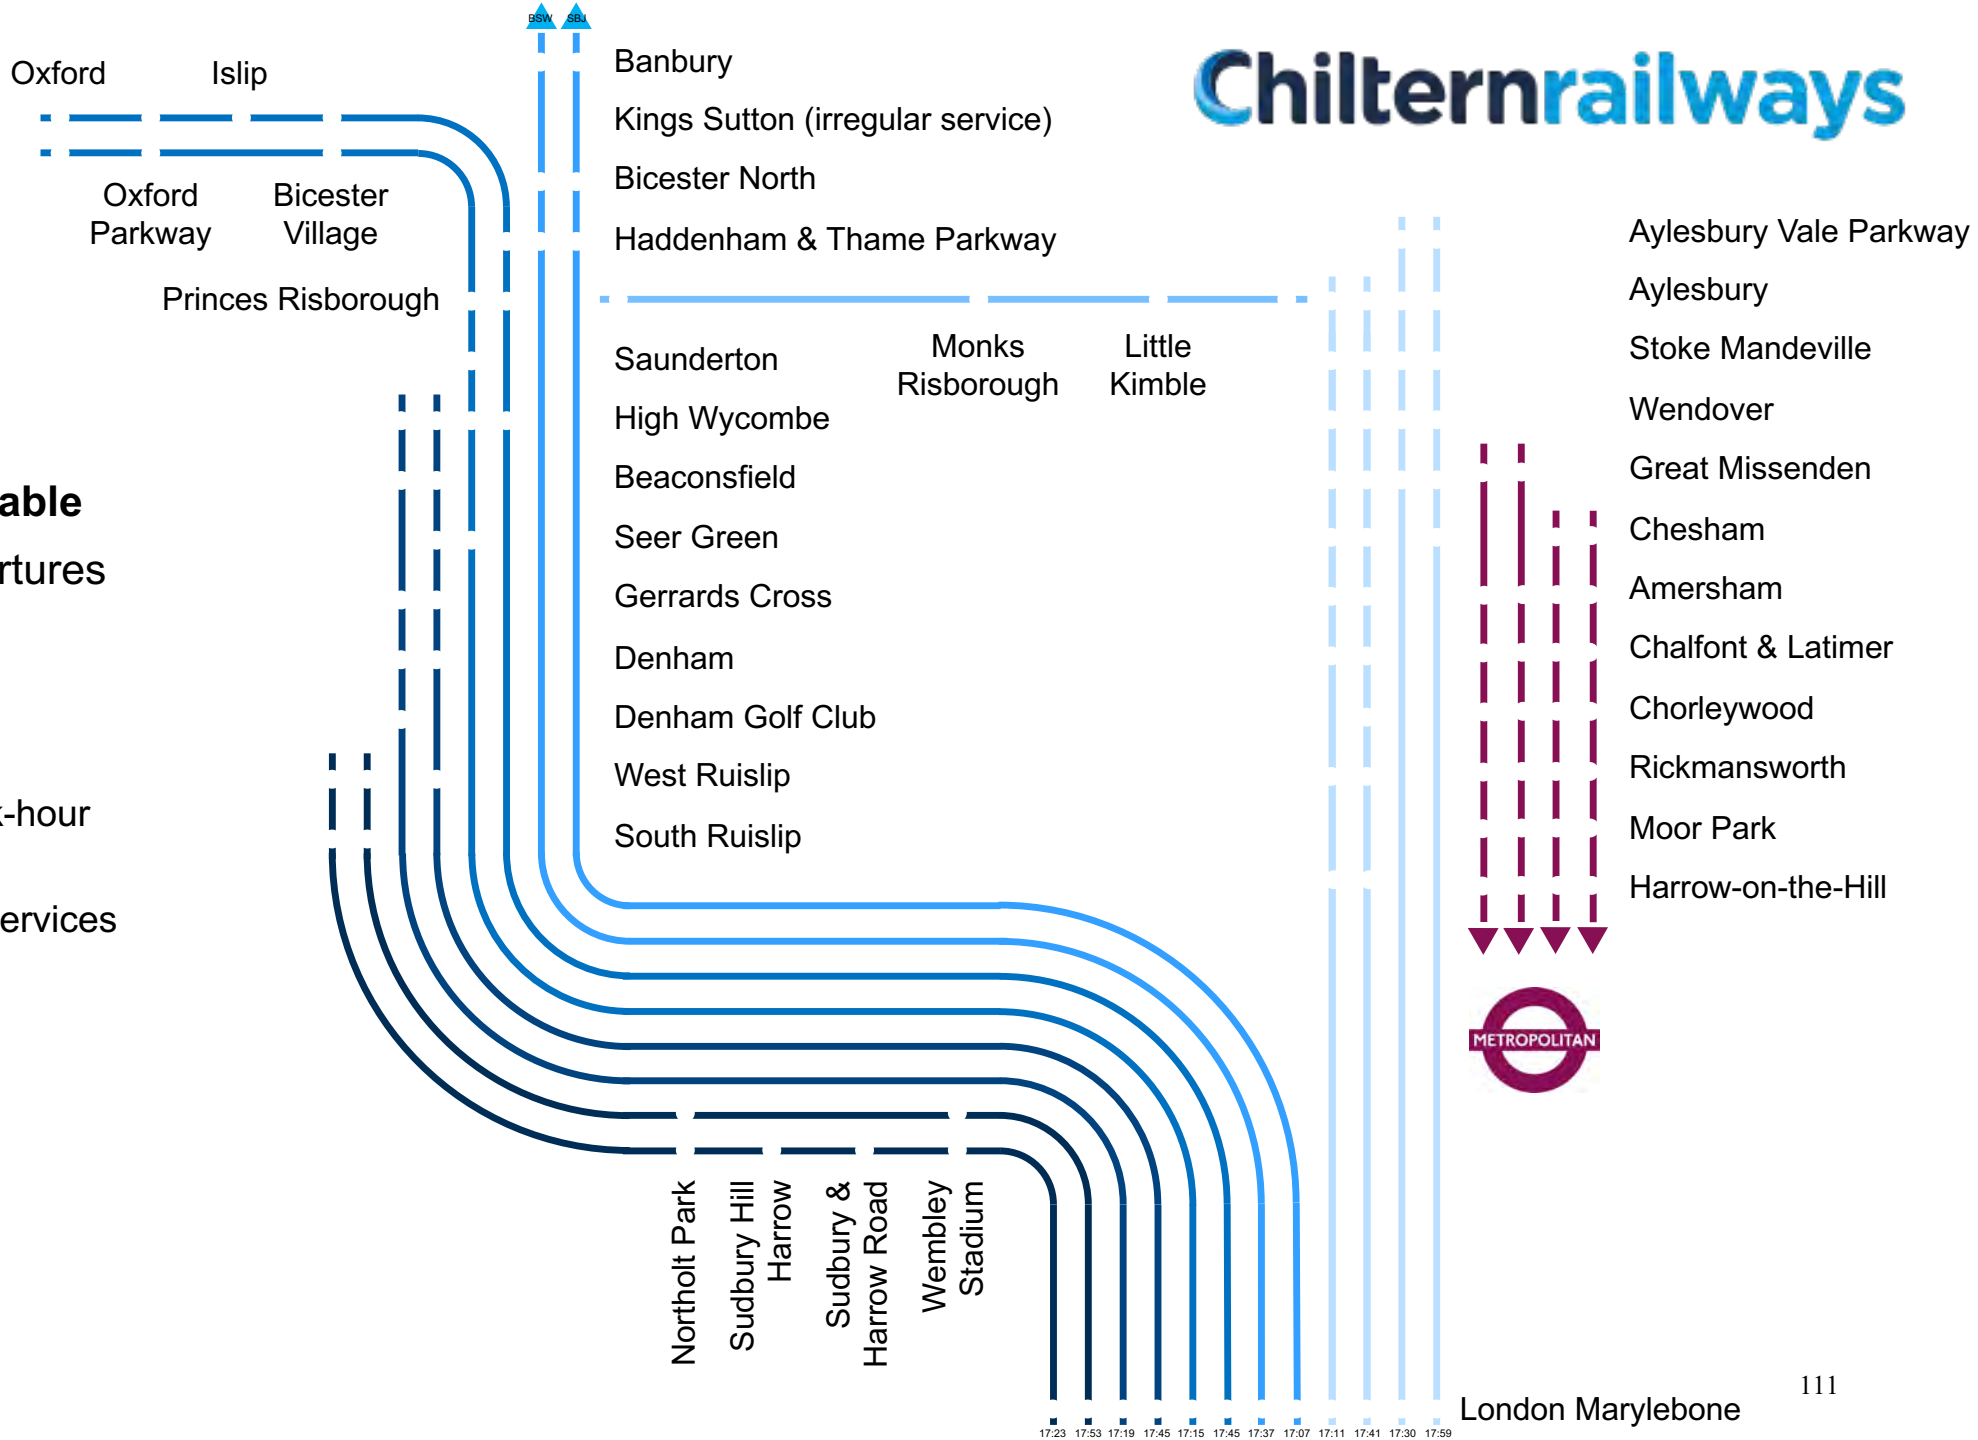 BSW SBJ
Chilternrailways
Oxford
Islip
Oxford
Parkway
Bicester
Village
Princes Risborough
Banbury
Kings Sutton (irregular service)
Bicester North
Haddenham & Thame Parkway
Saunderton
High Wycombe
Beaconsfield
Seer Green
Gerrards Cross
Denham
Denham Golf Club
West Ruislip
South Ruislip
Monks
Risborough
Little
Kimble
Aylesbury Vale Parkway
Aylesbury
Stoke Mandeville
Wendover
Great Missenden
Chesham
Amersham
Chalfont & Latimer
Chorleywood
Rickmansworth
Moor Park
Harrow-on-the-Hill
METROPOLITAN
able
rtures
-hour
ervices
Northolt Park
Sudbury Hill
Harrow
Sudbury &
Harrow Road
Wembley
Stadium
London Marylebone
111
17:23 17:53 17:19 17:45 17:15 17:45 17:37 17:07 17:11 17:41 17:30 17:59